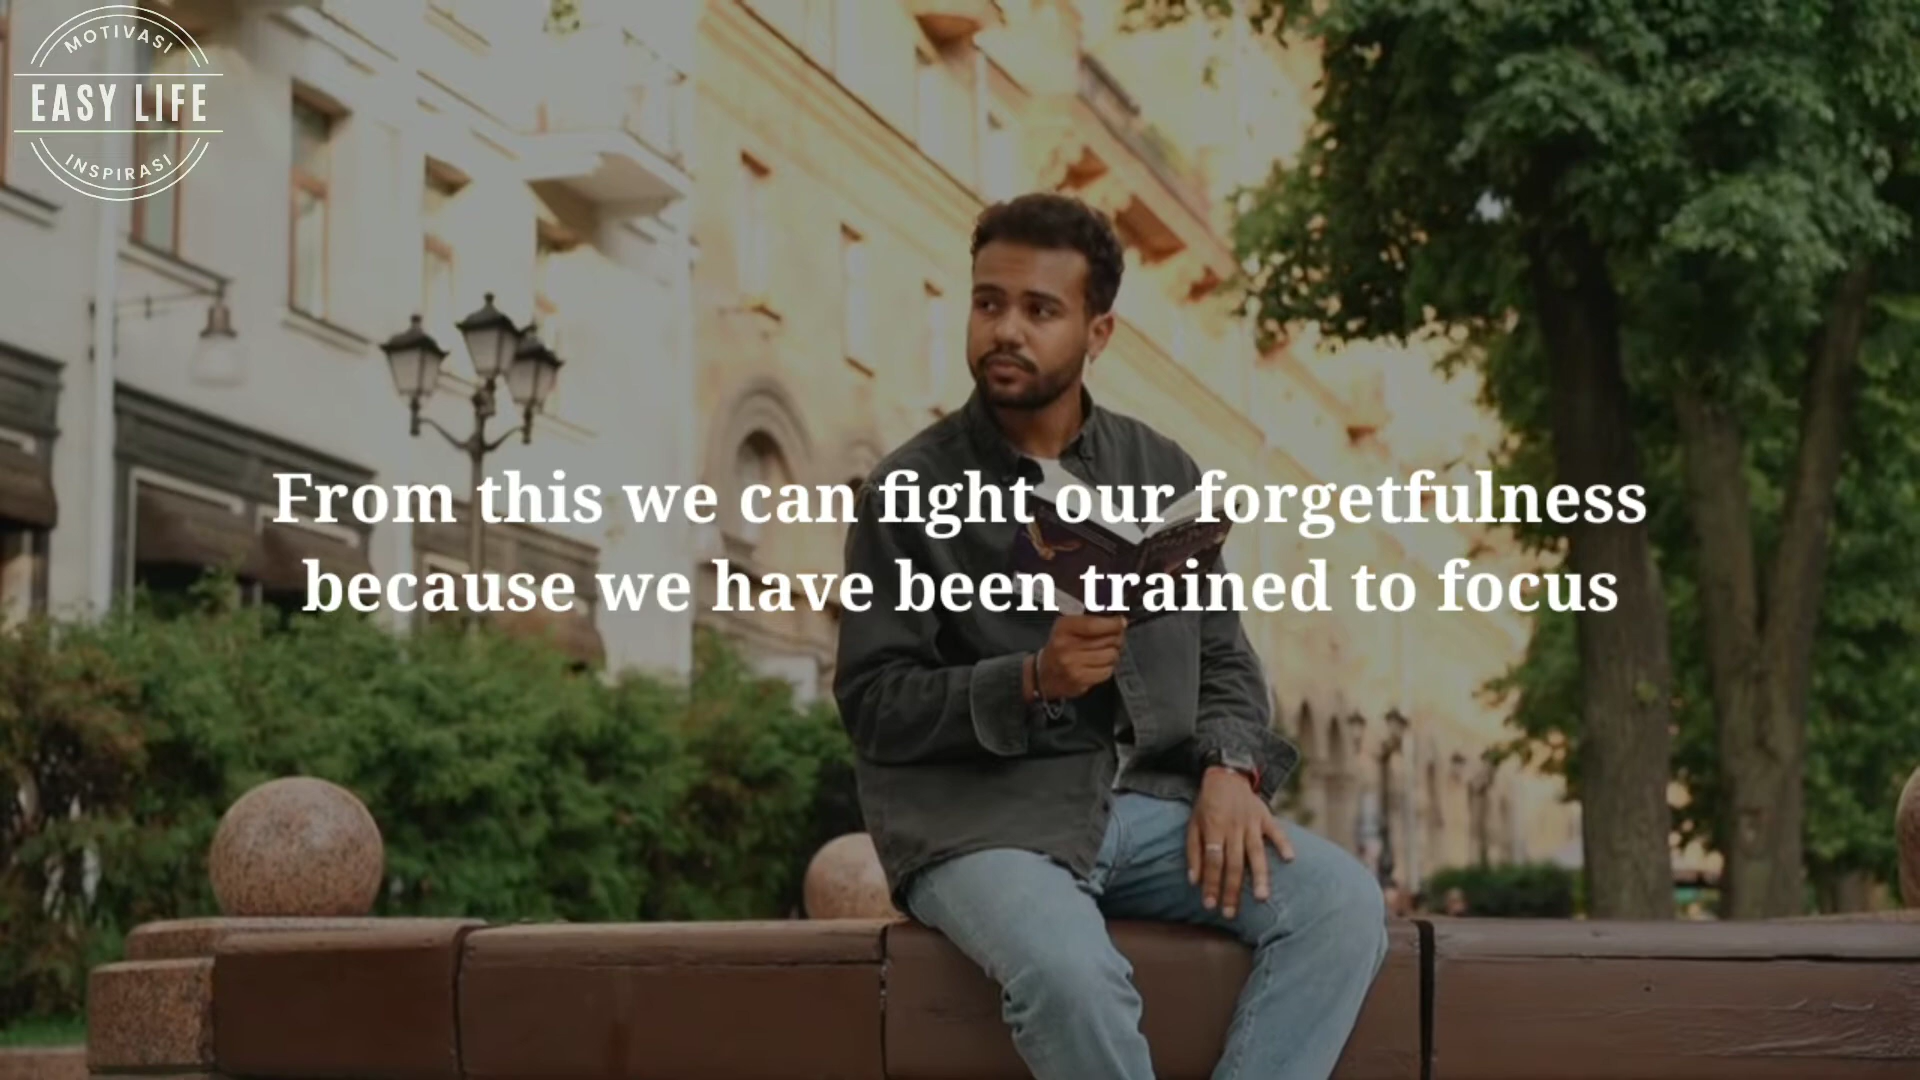 MOTIVASI
EASY LIFE
INSPIRASI
From this we can fight our forgetfulness
because we have been trained to focus